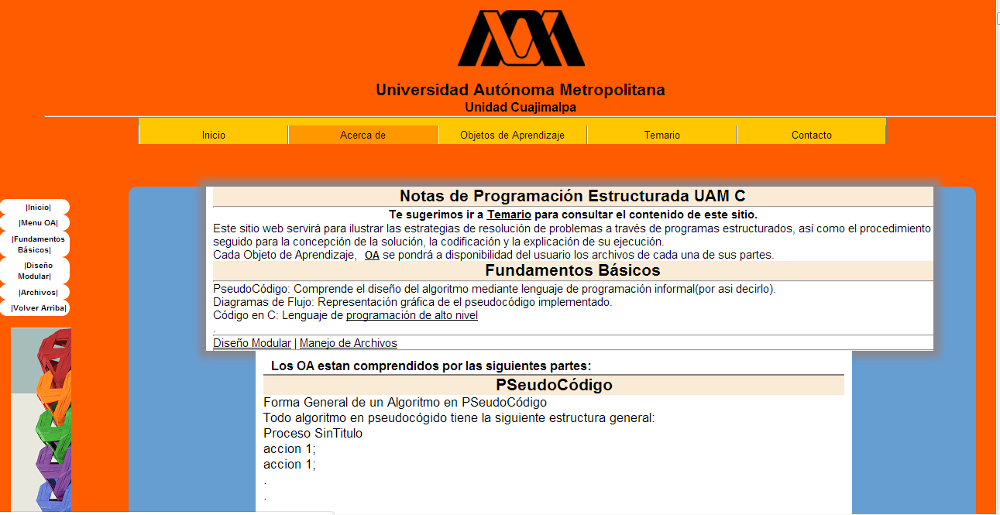 Universidad Autónoma Metropolitana
Unidad Cuajimalpa
Inicio
Acerca de
Objetos de Aprendizaje
Temario
Contacto
|Inicio|
|Menu OA|
|Fundamentos
Básicos|
|Diseño
Modular|
|Archivos|
|Volver Arriba|
Notas de Programación Estructurada UAM C
Te sugerimos ir a Temario para consultar el contenido de este sitio.
Este sitio web servirá para ilustrar las estrategias de resolución de problemas a través de programas estructurados, así como el procedimiento
seguido para la concepción de la solución, la codificación y la explicación de su ejecución.
Cada Objeto de Aprendizaje, OA se pondrá a disponibilidad del usuario los archivos de cada una de sus partes.
Fundamentos Básicos
PseudoCódigo: Comprende el diseño del algoritmo mediante lenguaje de programación informal(por asi decirlo).
Diagramas de Flujo: Representación gráfica de el pseudocódigo implementado.
Código en C: Lenguaje de programación de alto nivel
.
Diseño Modular | Manejo de Archivos
Los OA estan comprendidos por las siguientes partes:
PSeudoCódigo
Forma General de un Algoritmo en PSeudoCódigo
Todo algoritmo en pseudocógido tiene la siguiente estructura general:
Proceso SinTitulo
accion 1;
accion 1;
.
.